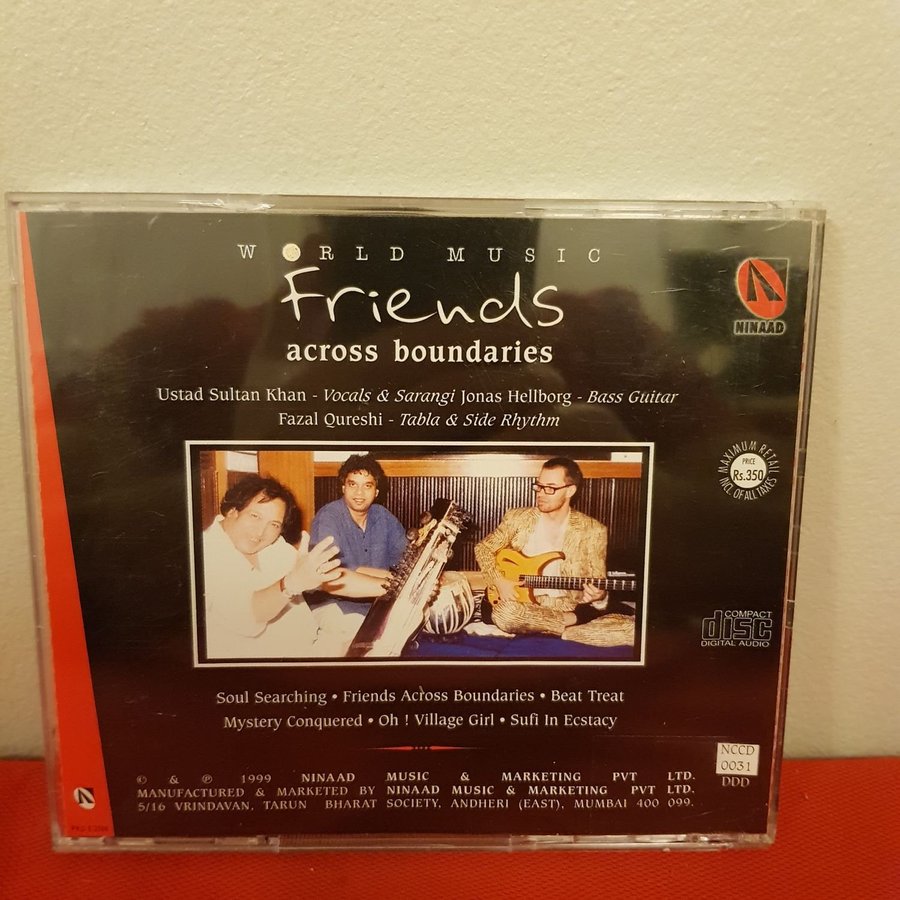 WORLD MUSIC
Friends
across boundaries
NINAAD
Ustad Sultan Khan - Vocals & Sarangi Jonas Hellborg - Bass Guitar
Fazal Qureshi - Tabla & Side Rhythm
MAXIMUM RETAIL
PRICE
Rs.350
INCL OF ALL TAXES
COMPACT
disc
DIGITAL AUDIO
Soul Searching • Friends Across Boundaries • Beat Treat
Mystery Conquered • Oh ! Village Girl • Sufi In Ecstacy
NCCD
0031
DDD
© & ℗ 1999 NINAAD MUSIC & MARKETING PVT LTD.
MANUFACTURED & MARKETED BY NINAAD MUSIC & MARKETING PVT LTD.
5/16 VRINDAVAN, TARUN BHARAT SOCIETY, ANDHERI (EAST), MUMBAI 400 099.